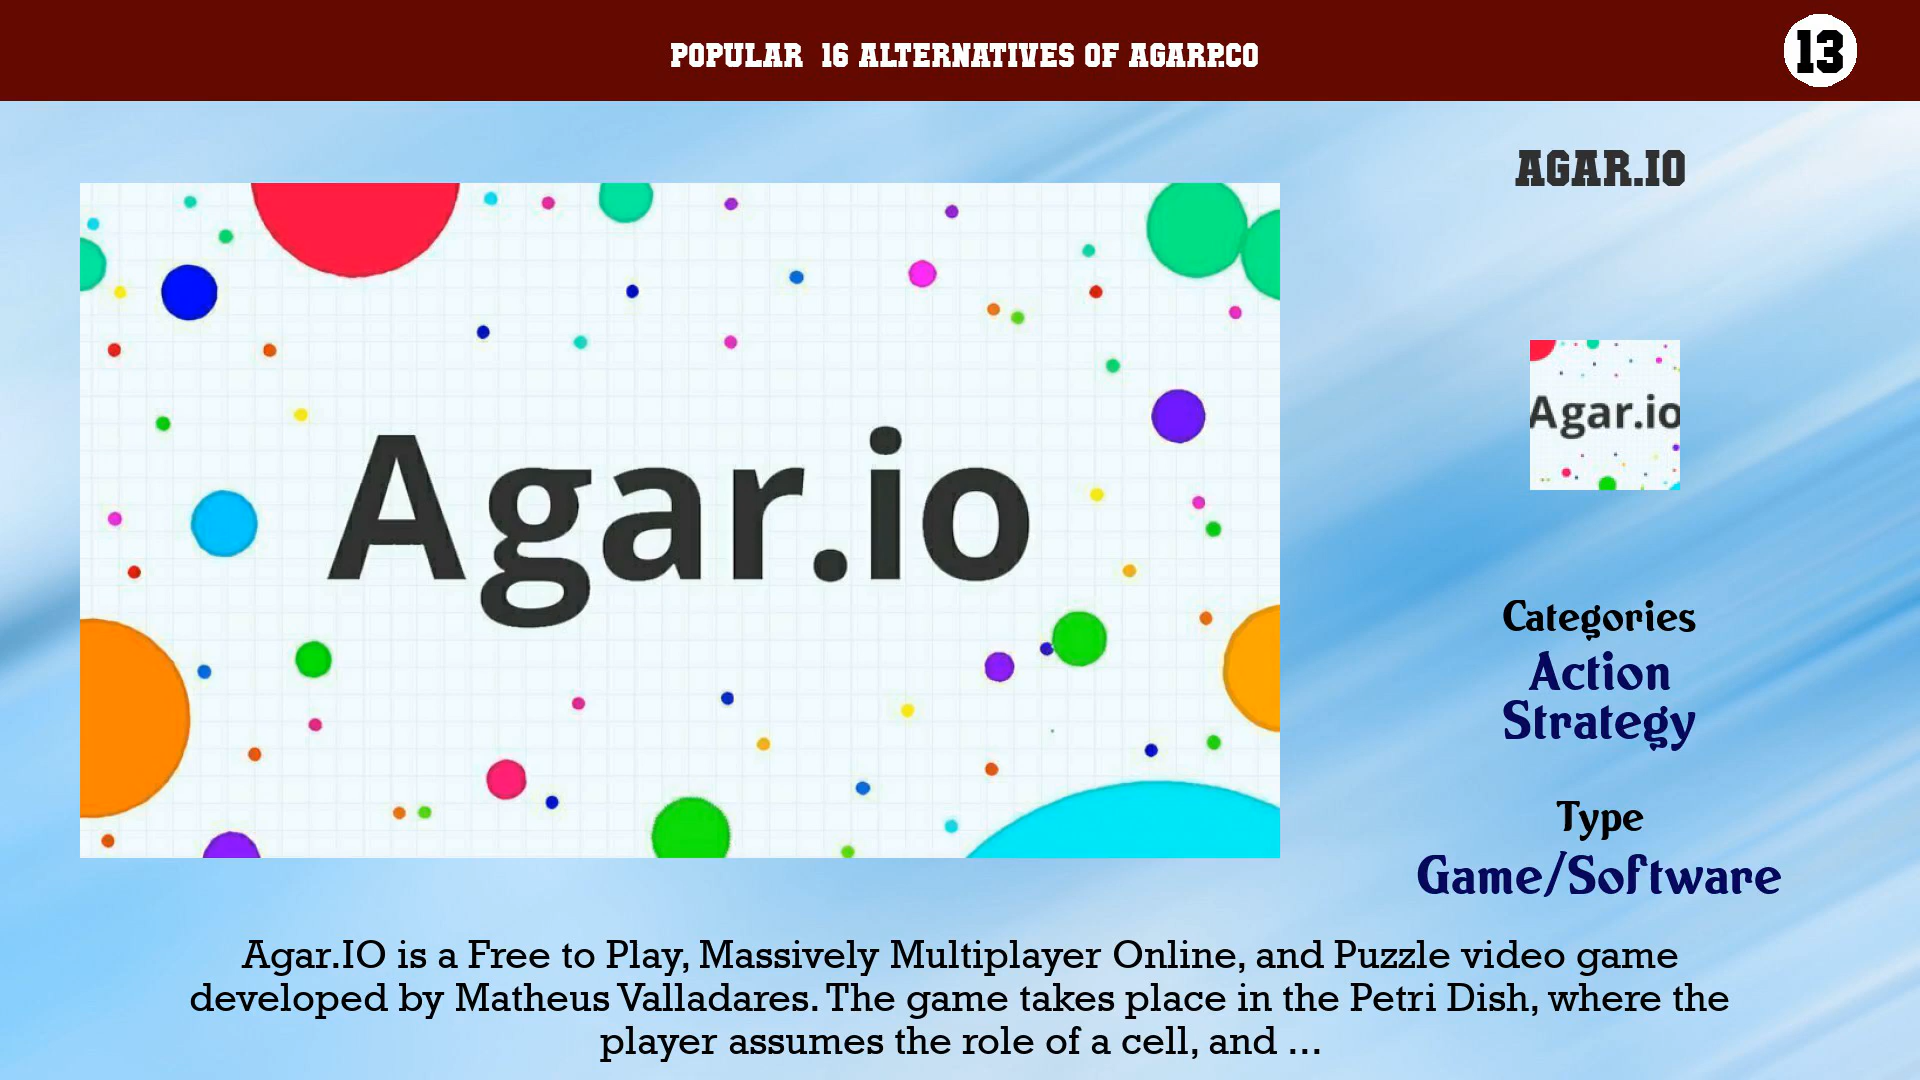 POPULAR 16 ALTERNATIVES OF AGARP.CO
13
AGAR.IO
Agar.io
Agar.io
Categories
Action
Strategy
Type
Game/Software
Agar.IO is a Free to Play, Massively Multiplayer Online, and Puzzle video game
developed by Matheus Valladares. The game takes place in the Petri Dish, where the
player assumes the role of a cell, and ...